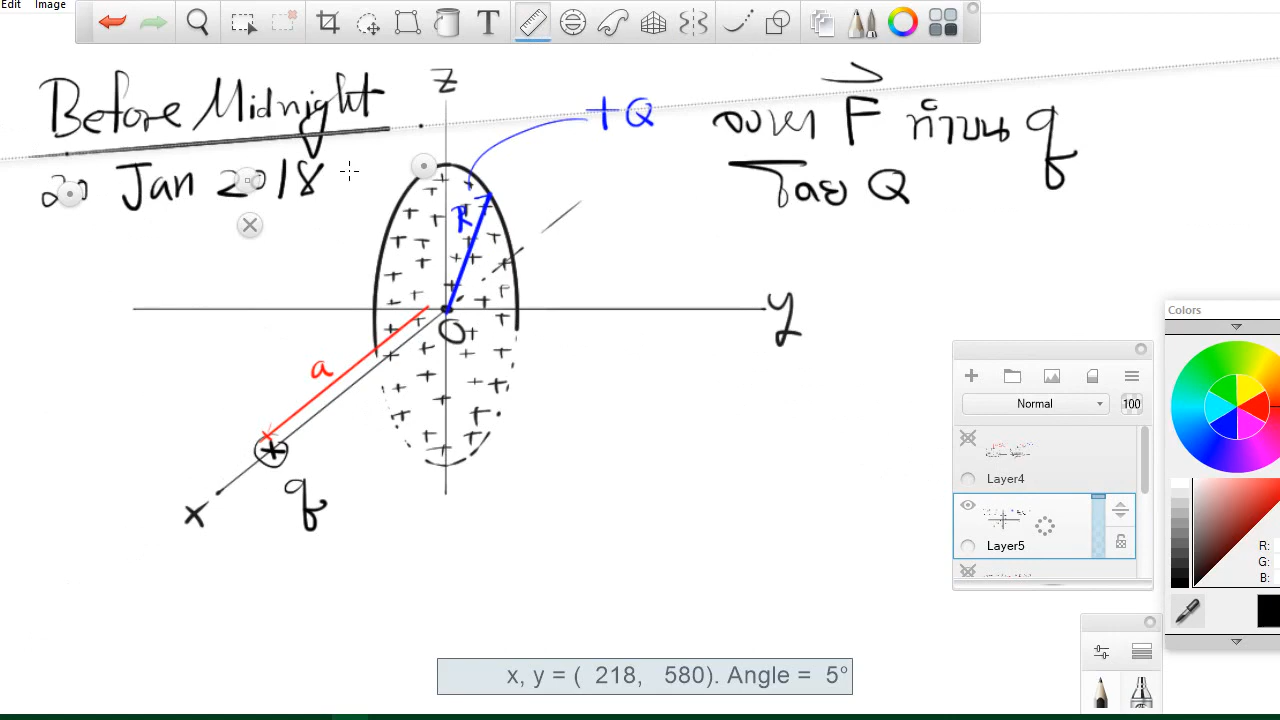 Edit Image
Before Midnight
20 Jan 2018
Z
+Q
R
y
O
a
q
x
จงหา F ทำบน q
โดย Q
Colors
Normal 100
Layer4
Layer5
R:
G:
B:
x, y = ( 218, 580). Angle = 5°